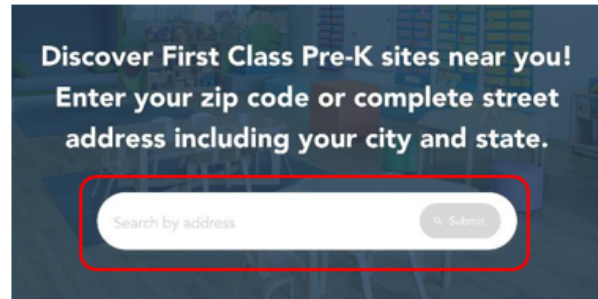 Discover First Class Pre-K sites near you!
Enter your zip code or complete street
address including your city and state.
Search by address
Submit